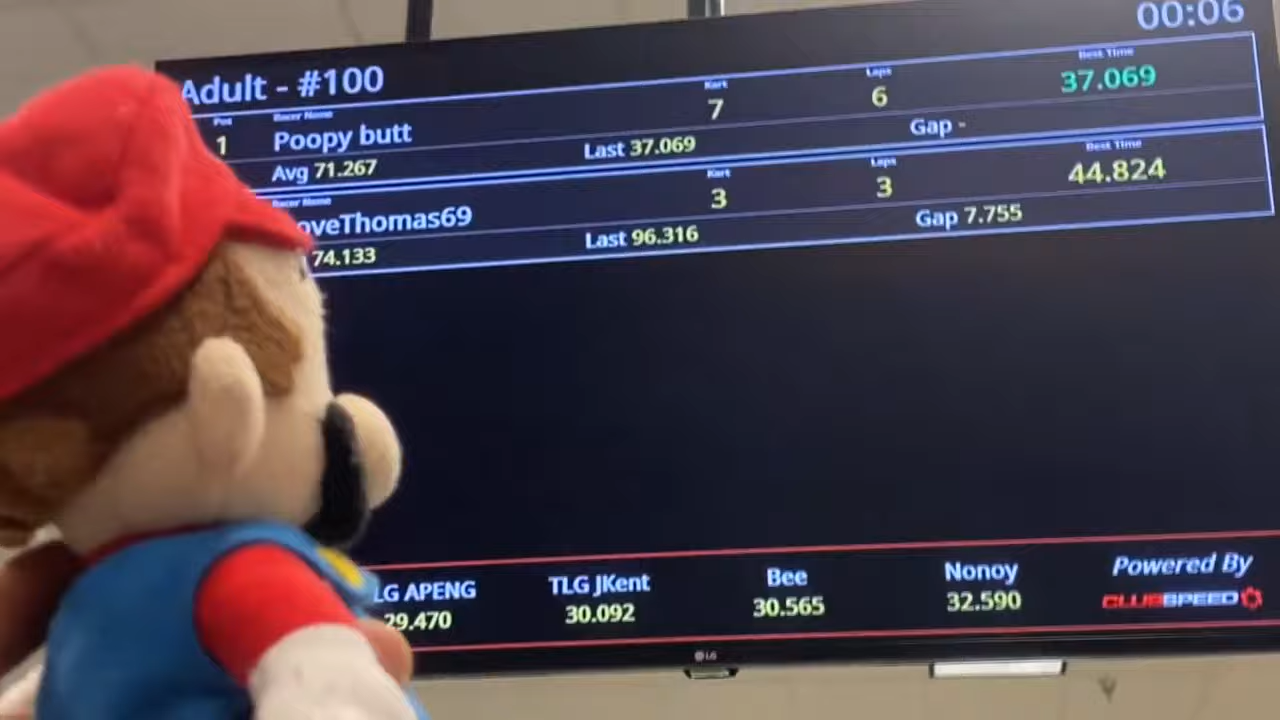 00:06
Adult - #100
Pos Racer Name Kart Laps Best Time
1 Poopy butt 7 6 37.069
Avg 71.267 Last 37.069 Gap -
Racer Name Kart Laps Best Time
oveThomas69 3 3 44.824
74.133 Last 96.316 Gap 7.755
LG APENG TLG JKent Bee Nonoy Powered By
29.470 30.092 30.565 32.590 CLUBSPEED
LG